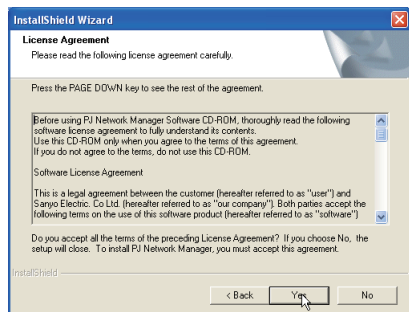 InstallShield Wizard
License Agreement
Please read the following license agreement carefully.
Press the PAGE DOWN key to see the rest of the agreement.
Before using PJ Network Manager Software CD-ROM, thoroughly read the following
software license agreement to fully understand its contents.
Use this CD-ROM only when you agree to the terms of this agreement.
If you do not agree to the terms, do not use this CD-ROM.
Software License Agreement
This is a legal agreement between the customer (hereafter referred to as "user") and
Sanyo Electric. Co Ltd. (hereafter referred to as "our company"). Both parties accept the
following terms on the use of this software product (hereafter referred to as "software")
Do you accept all the terms of the preceding License Agreement? If you choose No, the
setup will close. To install PJ Network Manager, you must accept this agreement.
InstallShield
< Back Yes No